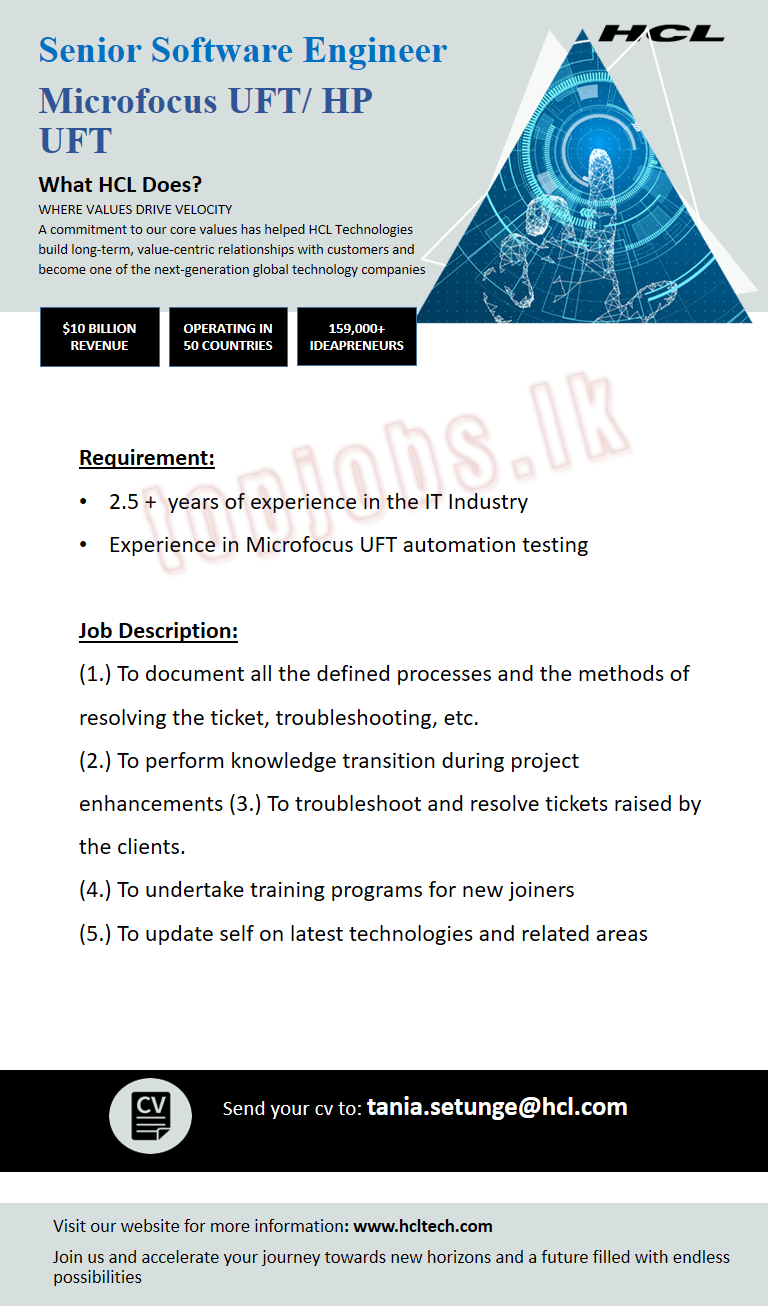 HCL
Senior Software Engineer
Microfocus UFT/ HP
UFT
What HCL Does?
WHERE VALUES DRIVE VELOCITY
A commitment to our core values has helped HCL Technologies
build long-term, value-centric relationships with customers and
become one of the next-generation global technology companies
$10 BILLION
REVENUE
OPERATING IN
50 COUNTRIES
159,000+
IDEAPRENEURS
topjobs.lk
Requirement:
• 2.5 + years of experience in the IT Industry
• Experience in Microfocus UFT automation testing
Job Description:
(1.) To document all the defined processes and the methods of
resolving the ticket, troubleshooting, etc.
(2.) To perform knowledge transition during project
enhancements (3.) To troubleshoot and resolve tickets raised by
the clients.
(4.) To undertake training programs for new joiners
(5.) To update self on latest technologies and related areas
CV
Send your cv to: tania.setunge@hcl.com
Visit our website for more information: www.hcltech.com
Join us and accelerate your journey towards new horizons and a future filled with endless
possibilities